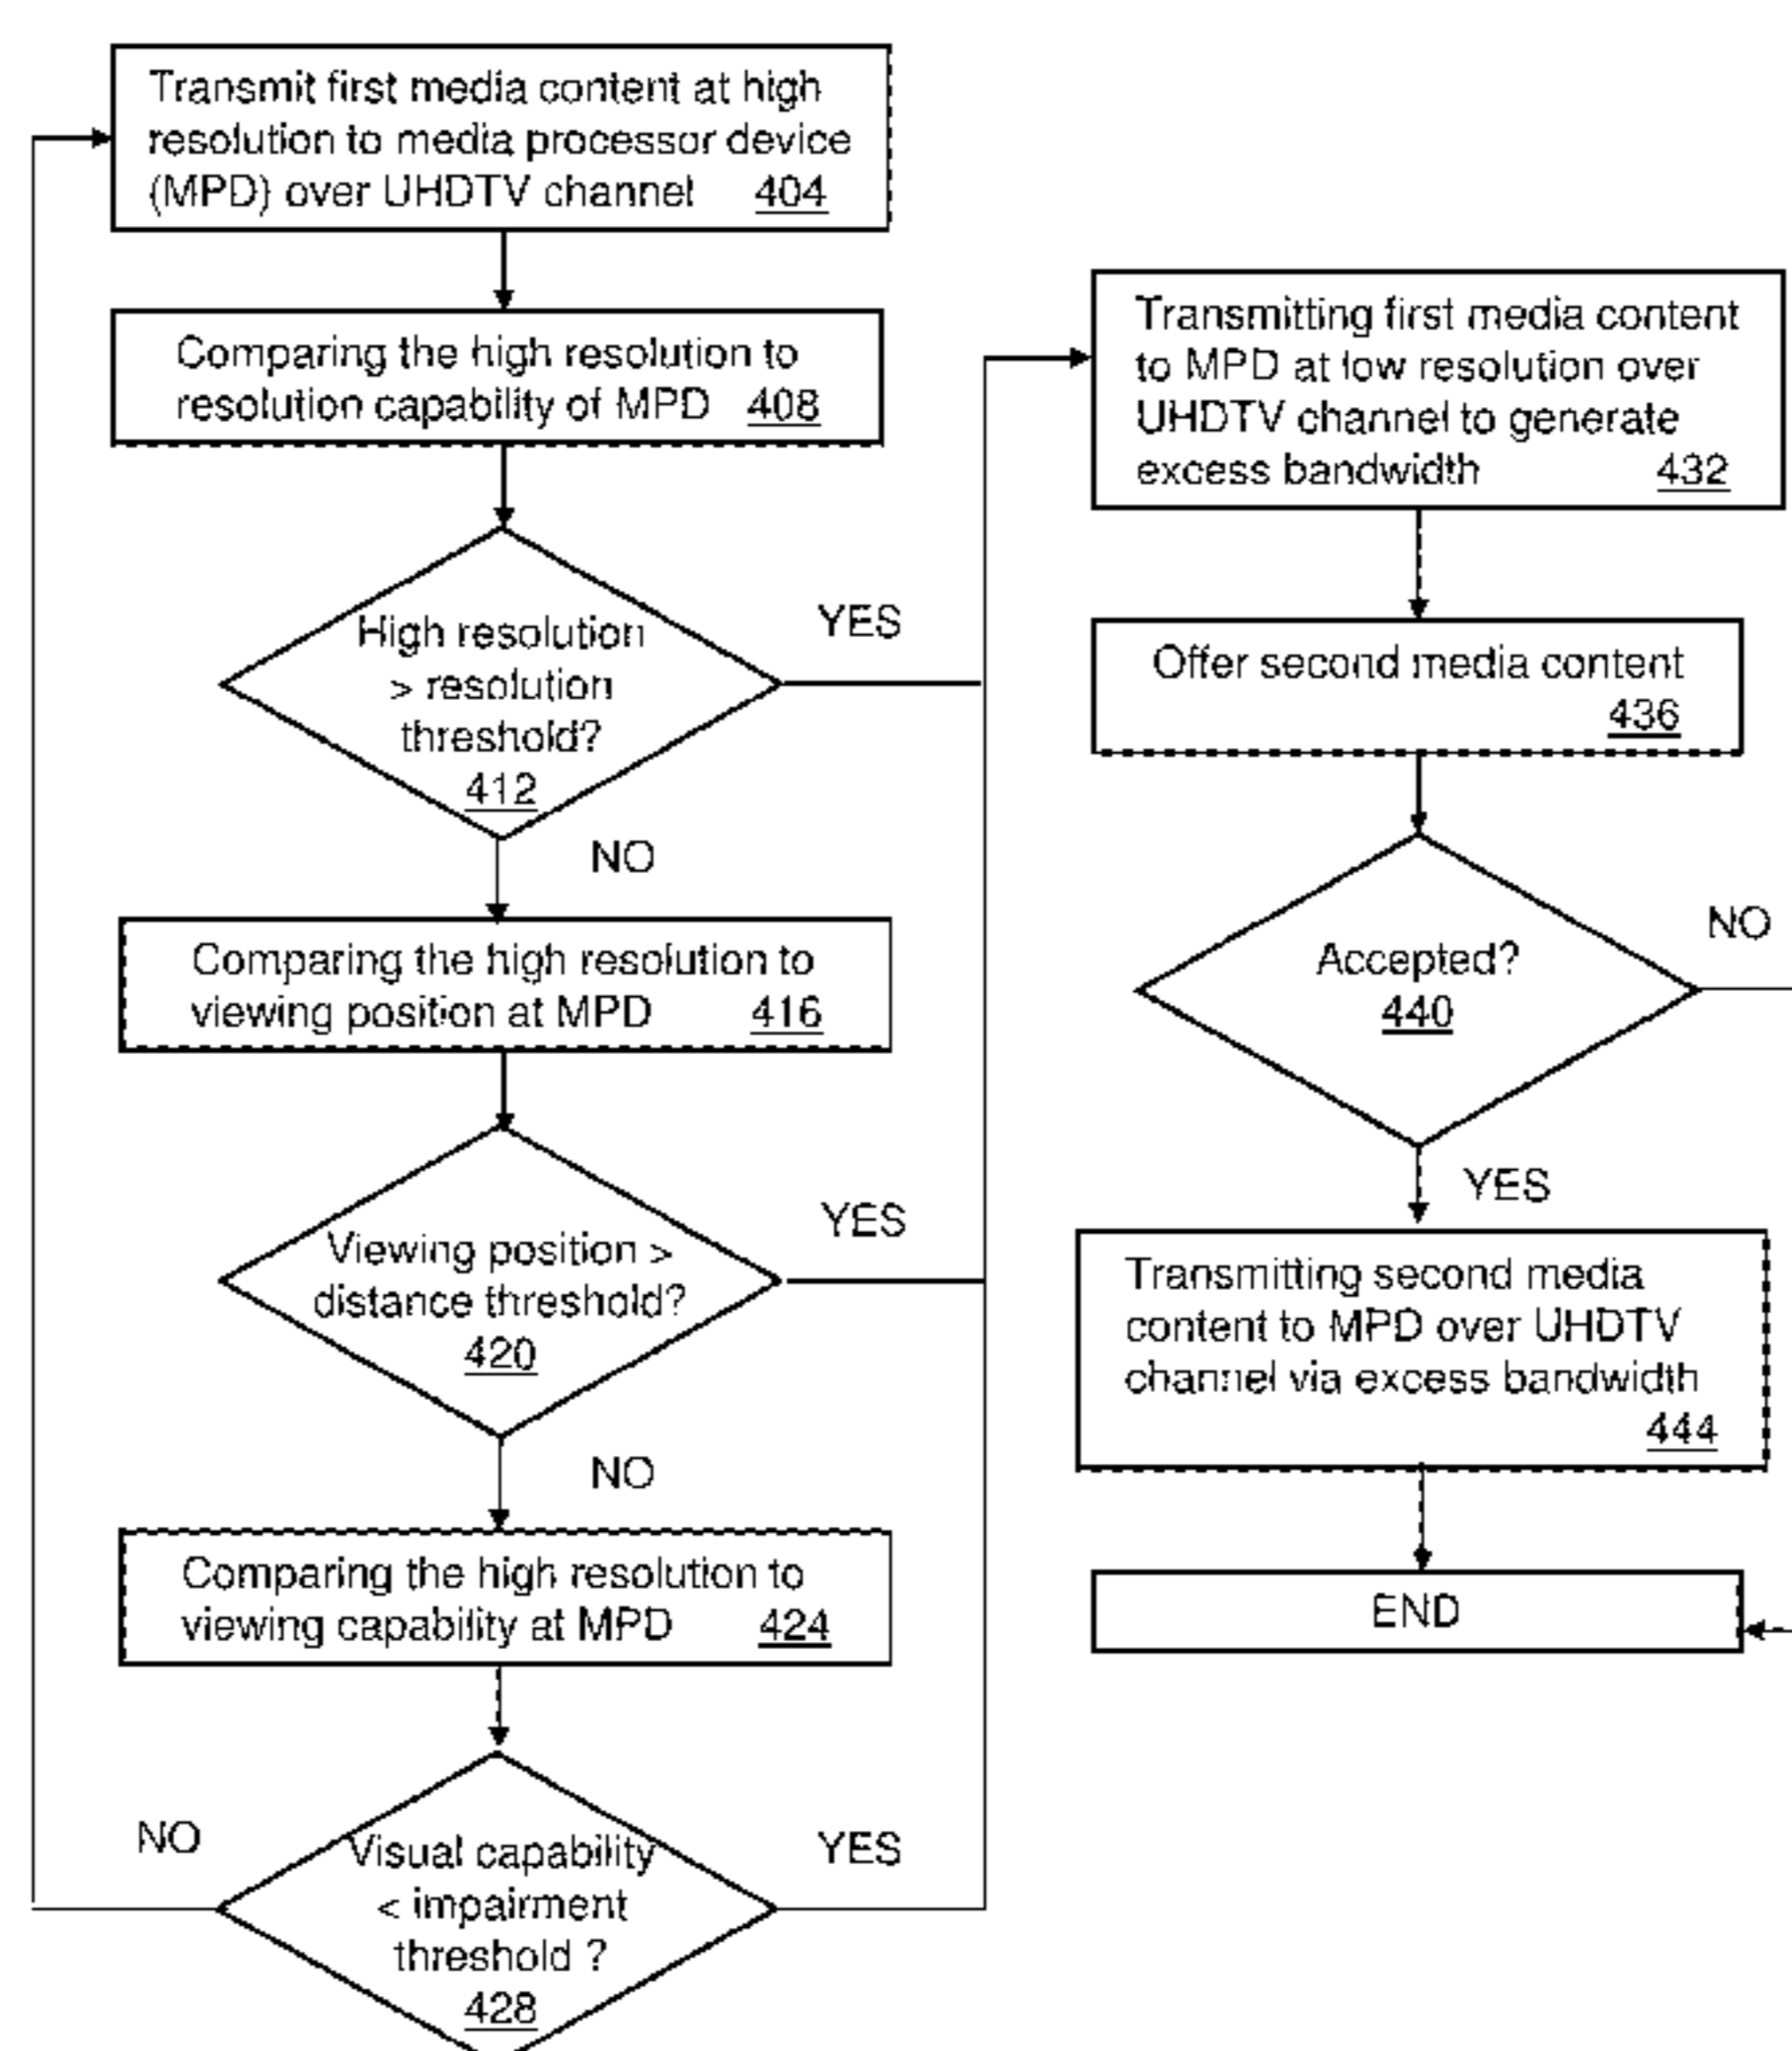 Transmit first media content at high
resolution to media processor device
(MPD) over UHDTV channel 404
Comparing the high resolution to
resolution capability of MPD 408
High resolution
> resolution
threshold?
412
YES
NO
Comparing the high resolution to
viewing position at MPD 416
Viewing position >
distance threshold?
420
YES
NO
Comparing the high resolution to
viewing capability at MPD 424
Visual capability
< impairment
threshold ?
428
NO
YES
Transmitting first media content
to MPD at low resolution over
UHDTV channel to generate
excess bandwidth 432
Offer second media content
436
Accepted?
440
NO
YES
Transmitting second media
content to MPD over UHDTV
channel via excess bandwidth
444
END